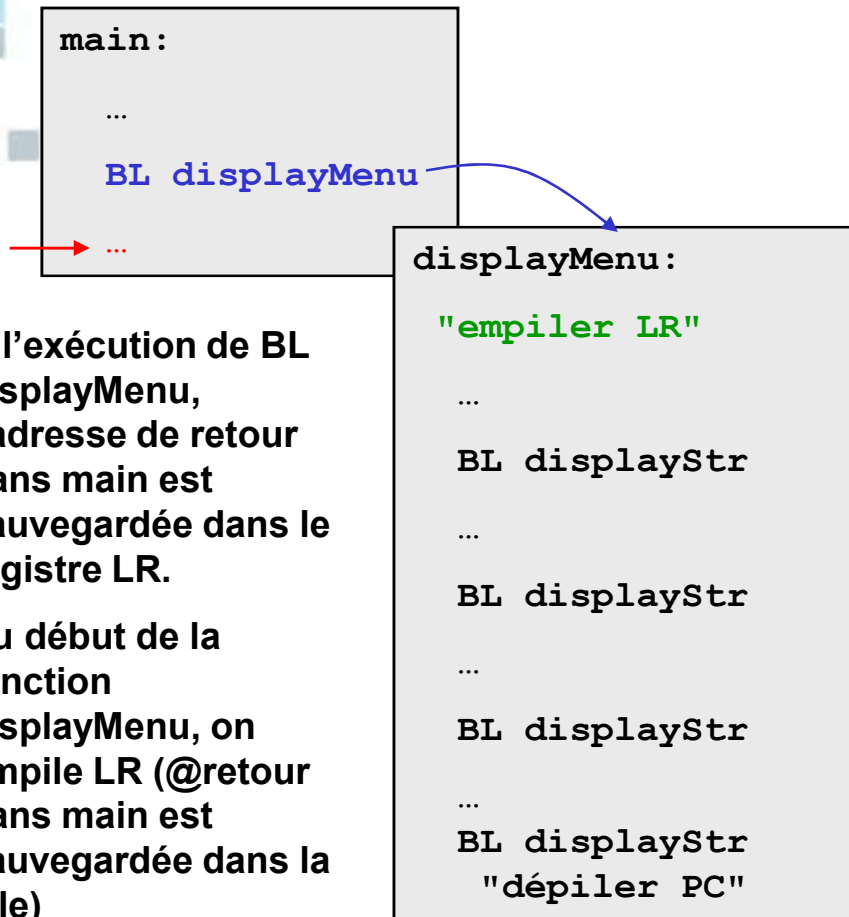 main:
…
BL displayMenu
…
displayMenu:
"empiler LR"
…
BL displayStr
…
BL displayStr
…
BL displayStr
…
BL displayStr
"dépiler PC"
l’exécution de BL
splayMenu,
adresse de retour
ans main est
auvegardée dans le
gistre LR.
u début de la
nction
splayMenu, on
mpile LR (@retour
ans main est
auvegardée dans la
le)